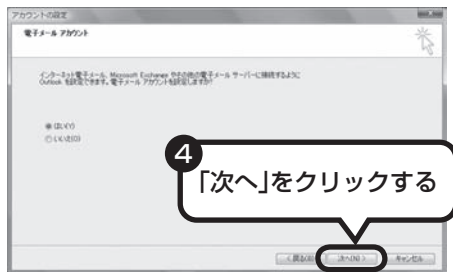 アカウントの設定
電子メール アカウント
インターネット電子メール、Microsoft Exchange やその他の電子メール サーバーに接続するように
Outlook を設定できます。電子メール アカウントを設定しますか?
はい(Y)
いいえ(O)
4
「次へ」をクリックする
< 戻る(B)
次へ(N) >
キャンセル